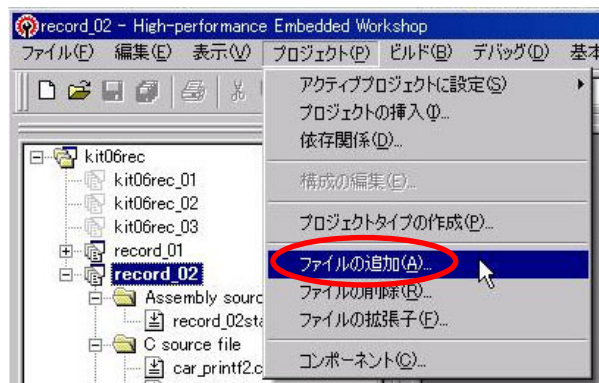 record_02 - High-performance Embedded Workshop
ファイル(F) 編集(E) 表示(V) プロジェクト(P) ビルド(B) デバッグ(D) 基本
アクティブプロジェクトに設定(S)
プロジェクトの挿入(I)...
依存関係(D)...
構成の編集(E)...
プロジェクトタイプの作成(P)...
ファイルの追加(A)...
ファイルの削除(R)...
ファイルの拡張子(F)...
コンポーネント(C)...
kit06rec
kit06rec_01
kit06rec_02
kit06rec_03
record_01
record_02
Assembly sourc
record_02sta
C source file
car_printf2.c